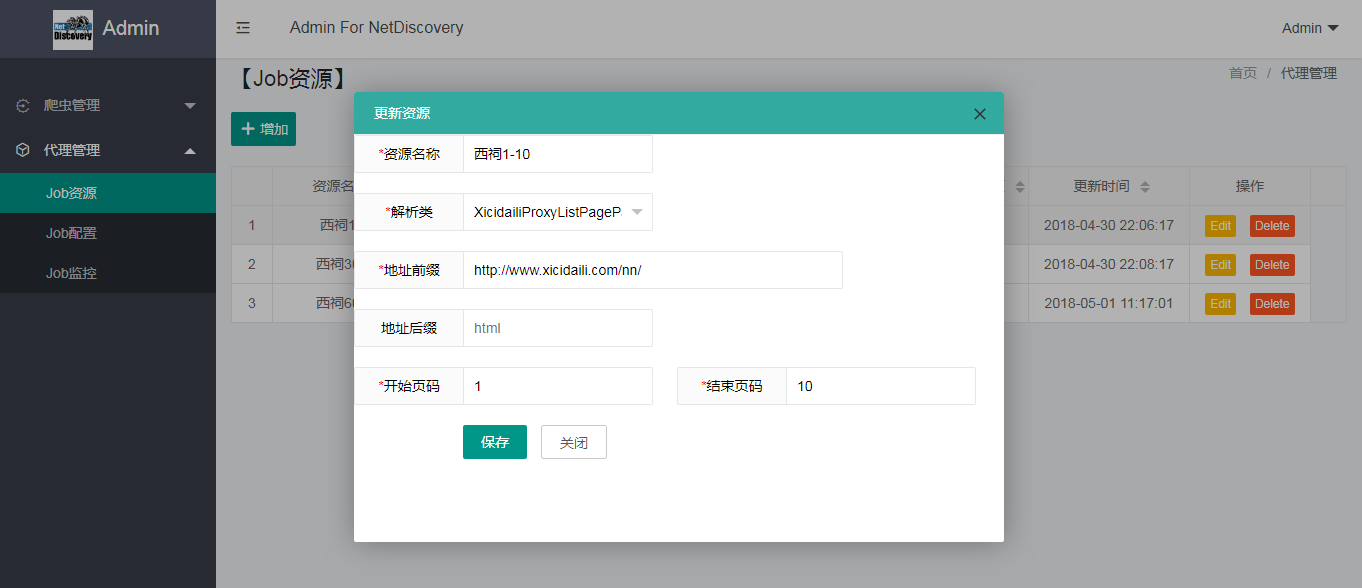 Net
Discovery
Admin
Admin For NetDiscovery
Admin
爬虫管理
代理管理
Job资源
Job配置
Job监控
【Job资源】
首页 / 代理管理
增加
资源名
更新时间
操作
1
西祠1
2018-04-30 22:06:17
Edit
Delete
2
西祠30
2018-04-30 22:08:17
Edit
Delete
3
西祠60
2018-05-01 11:17:01
Edit
Delete
更新资源
*资源名称
西祠1-10
*解析类
XicidailiProxyListPageP
*地址前缀
http://www.xicidaili.com/nn/
地址后缀
html
*开始页码
1
*结束页码
10
保存
关闭